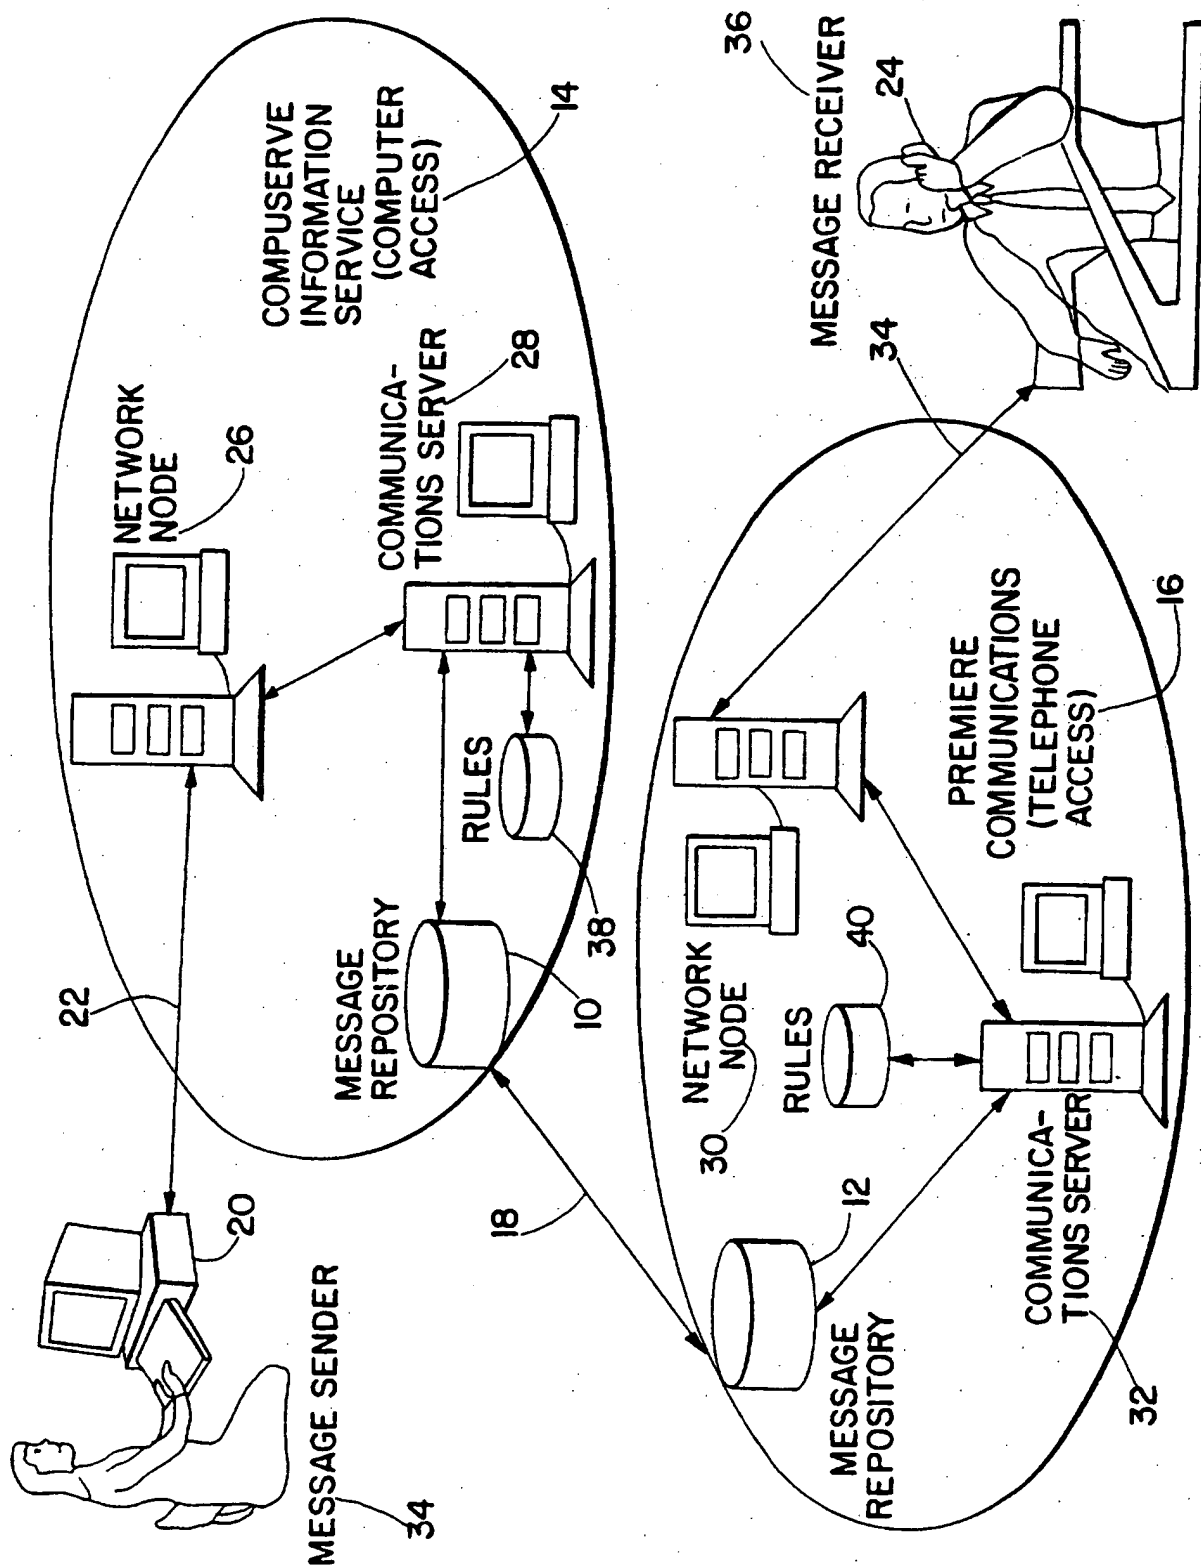 MESSAGE SENDER
34
20
22
NETWORK
NODE
26
COMPUSERVE
INFORMATION
SERVICE
(COMPUTER
ACCESS)
14
COMMUNICA-
TIONS SERVER
28
MESSAGE
REPOSITORY
10
RULES
38
18
MESSAGE
REPOSITORY
12
NETWORK
NODE
30
RULES
40
COMMUNICA-
TIONS SERVER
32
PREMIERE
COMMUNICATIONS
(TELEPHONE
ACCESS)
16
34
MESSAGE RECEIVER
36
24